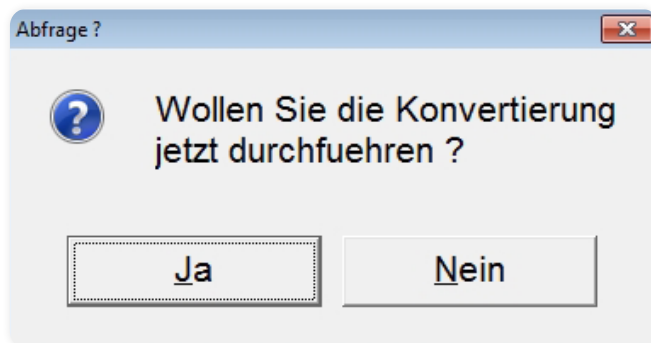 Abfrage ?
Wollen Sie die Konvertierung
jetzt durchfuehren ?
Ja
Nein